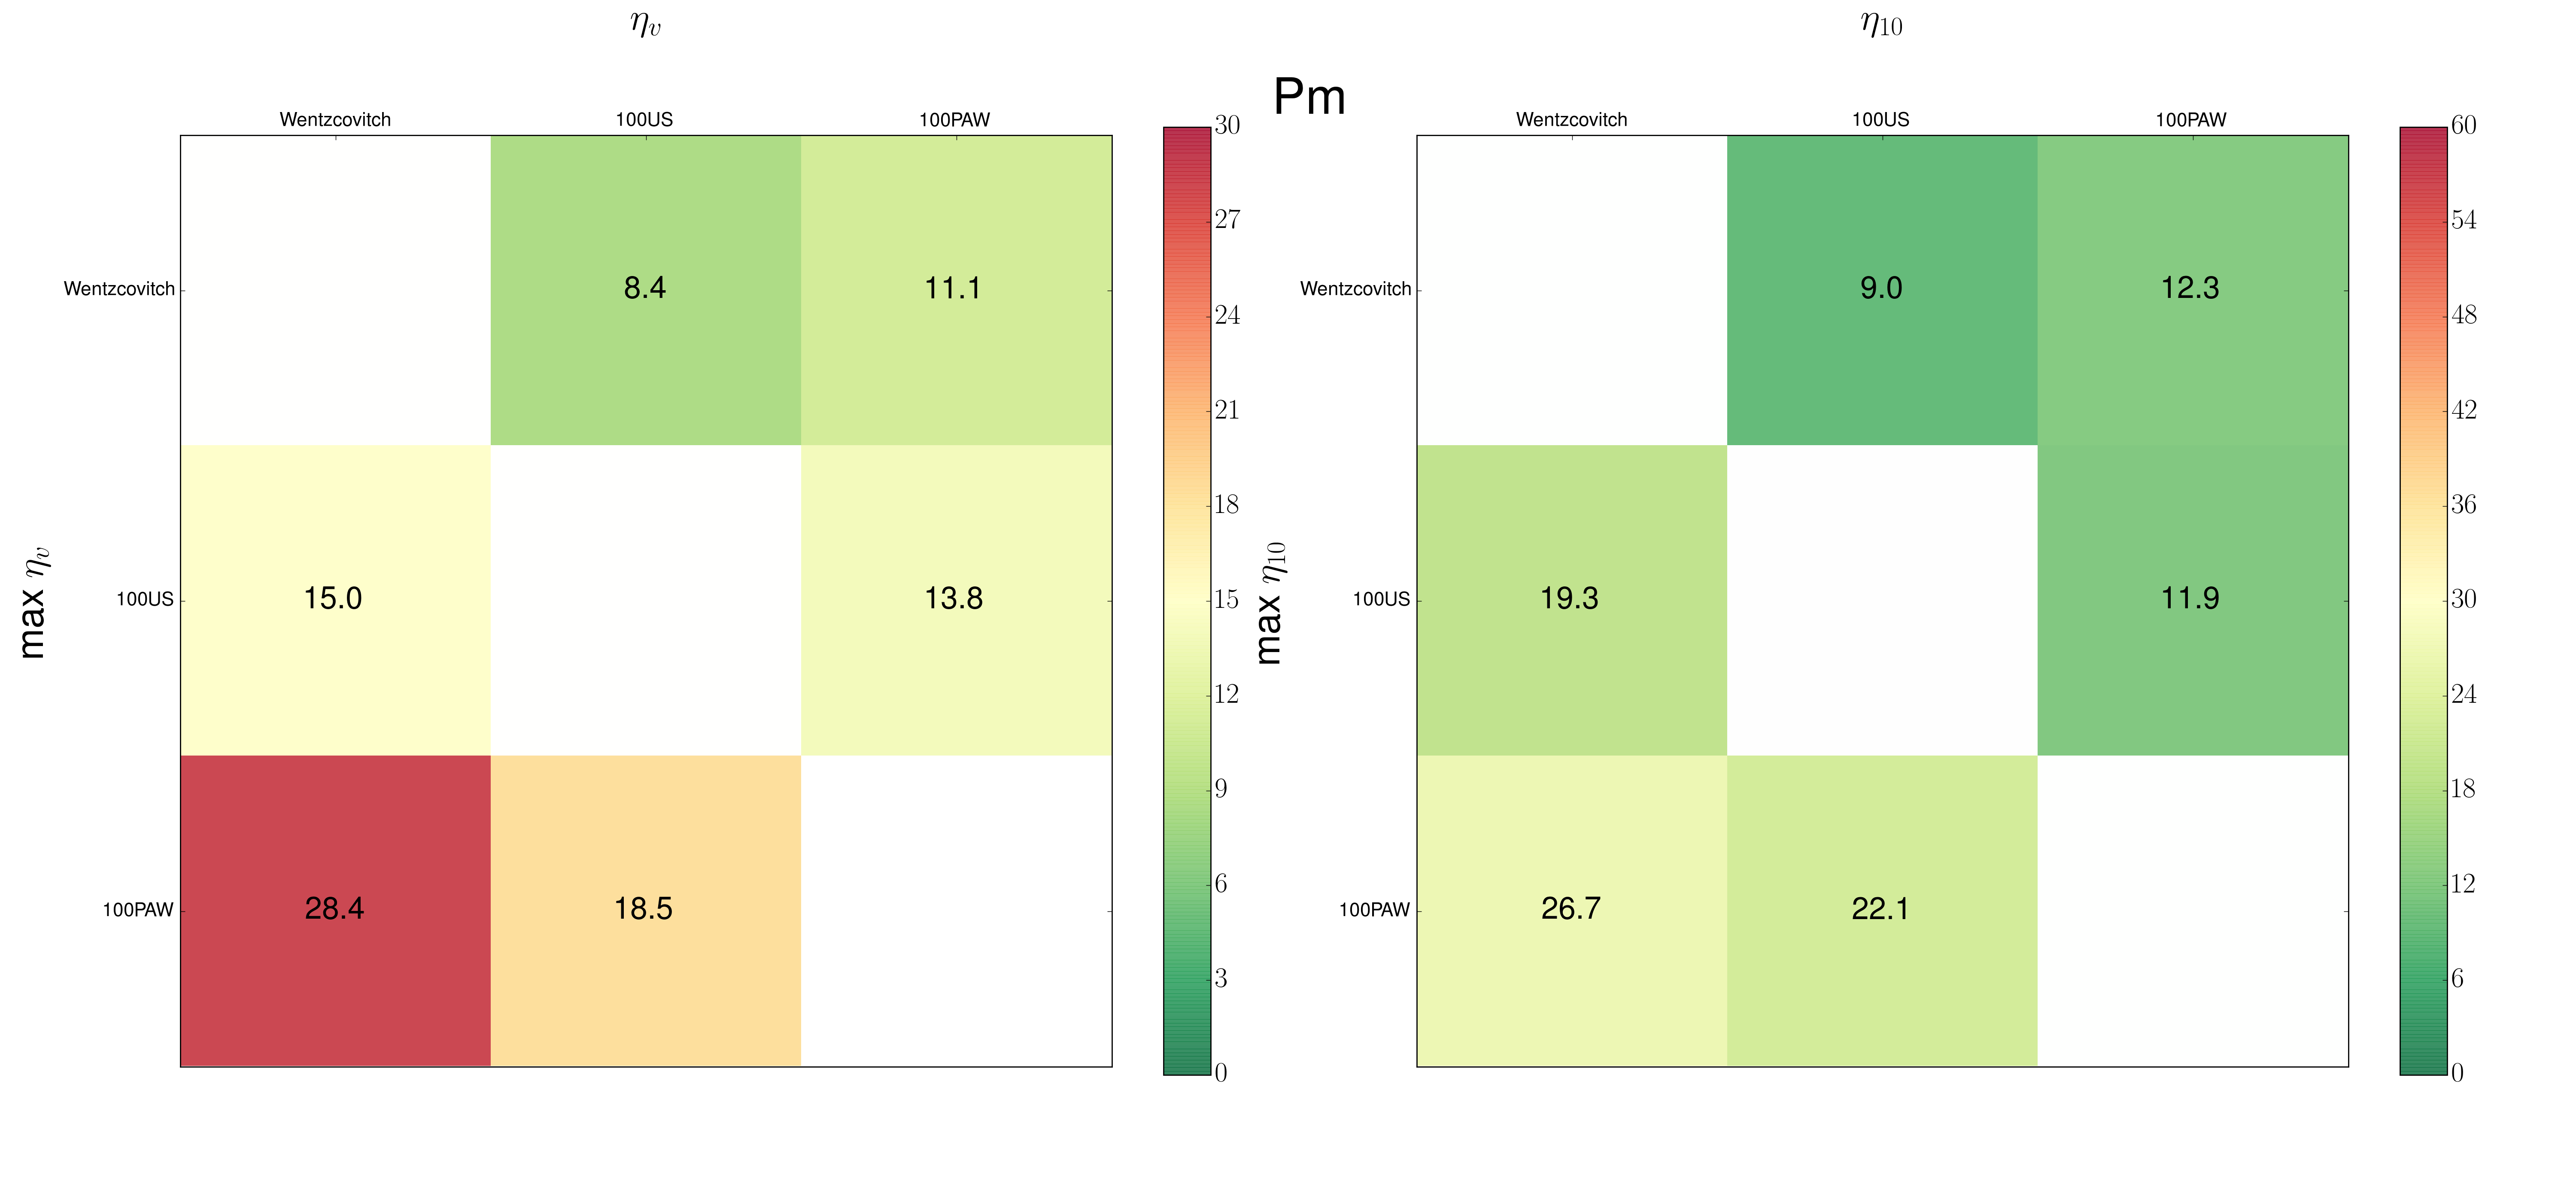 η_v
η_10
Pm
Wentzcovitch 100US 100PAW
Wentzcovitch 8.4 11.1
100US 15.0 13.8
100PAW 28.4 18.5
max η_v
30
27
24
21
18
15
12
9
6
3
0
Wentzcovitch 100US 100PAW
Wentzcovitch 9.0 12.3
100US 19.3 11.9
100PAW 26.7 22.1
max η_10
60
54
48
42
36
30
24
18
12
6
0